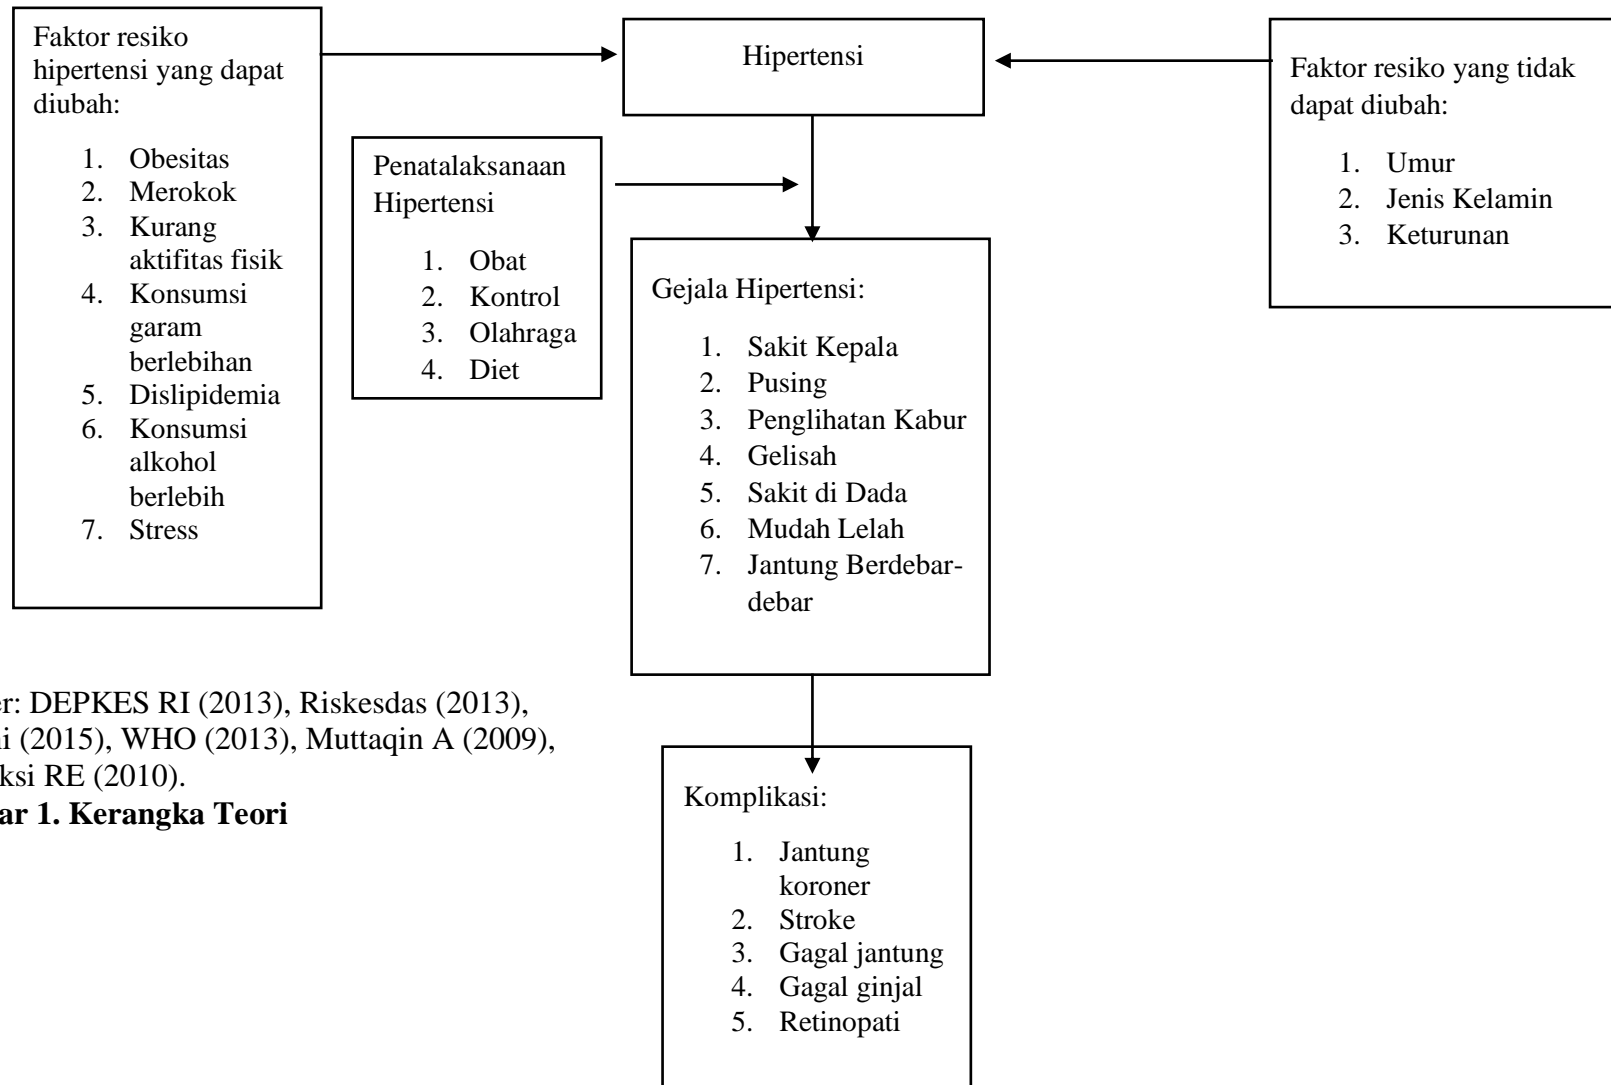 Faktor resiko
hipertensi yang dapat
diubah:
1. Obesitas
2. Merokok
3. Kurang
aktifitas fisik
4. Konsumsi
garam
berlebihan
5. Dislipidemia
6. Konsumsi
alkohol
berlebih
7. Stress
Hipertensi
Faktor resiko yang tidak
dapat diubah:
1. Umur
2. Jenis Kelamin
3. Keturunan
Penatalaksanaan
Hipertensi
1. Obat
2. Kontrol
3. Olahraga
4. Diet
Gejala Hipertensi:
1. Sakit Kepala
2. Pusing
3. Penglihatan Kabur
4. Gelisah
5. Sakit di Dada
6. Mudah Lelah
7. Jantung Berdebar-
debar
DEPKES RI (2013), Riskesdas (2013),
(2015), WHO (2013), Muttaqin A (2009),
RE (2010).
1. Kerangka Teori
Komplikasi:
1. Jantung
koroner
2. Stroke
3. Gagal jantung
4. Gagal ginjal
5. Retinopati